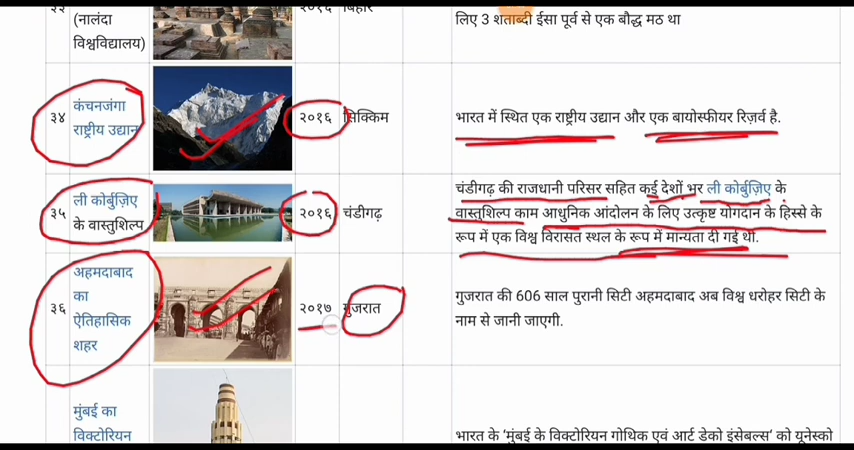 (नालंदा
विश्वविद्यालय)
लिए 3 शताब्दी ईसा पूर्व से एक बौद्ध मठ था
३४
कंचनजंगा
राष्ट्रीय उद्यान
२०१६
सिक्किम
भारत में स्थित एक राष्ट्रीय उद्यान और एक बायोस्फीयर रिज़र्व है.
३५
ली कोर्बुज़िए
के वास्तुशिल्प
२०१६
चंडीगढ़
चंडीगढ़ की राजधानी परिसर सहित कई देशों भर ली कोर्बुज़िए के
वास्तुशिल्प काम आधुनिक आंदोलन के लिए उत्कृष्ट योगदान के हिस्से के
रूप में एक विश्व विरासत स्थल के रूप में मान्यता दी गई थी.
३६
अहमदाबाद
का
ऐतिहासिक
शहर
२०१७
गुजरात
गुजरात की 606 साल पुरानी सिटी अहमदाबाद अब विश्व धरोहर सिटी के
नाम से जानी जाएगी.
मुंबई का
विक्टोरियन
भारत के ‘मुंबई के विक्टोरियन गोथिक एवं आर्ट डेको इंसेबल्स’ को यूनेस्को